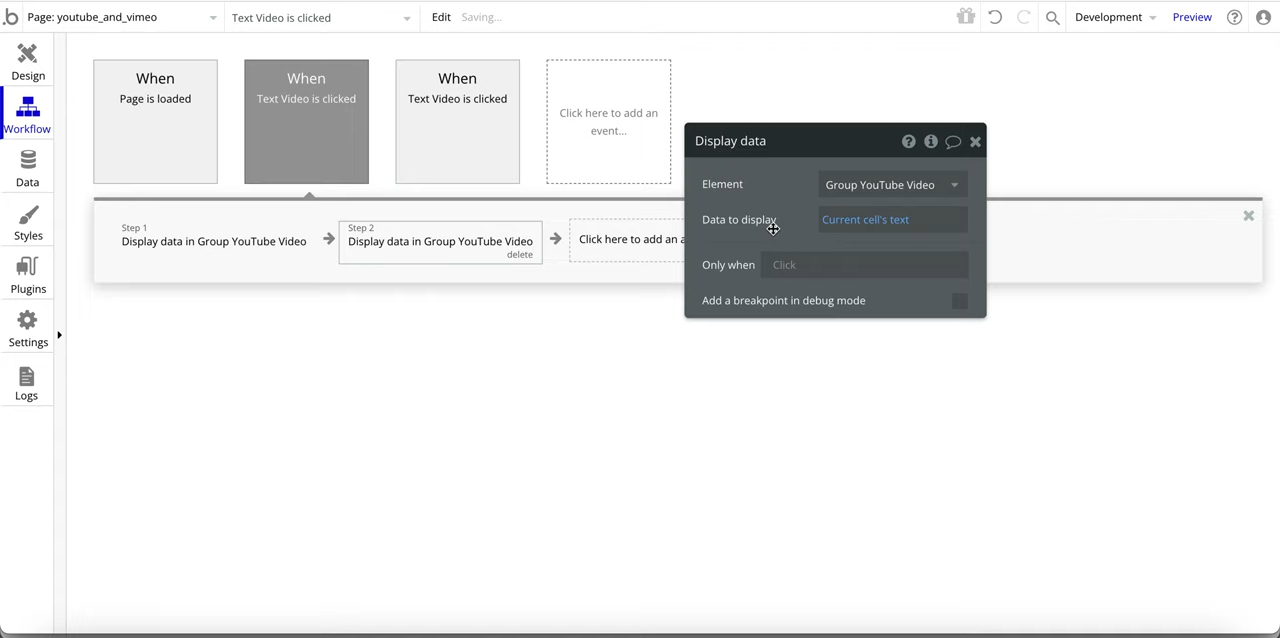 b Page: youtube_and_vimeo Text Video is clicked Edit Saving... Development Preview
Design
Workflow
Data
Styles
Plugins
Settings
Logs
When
Page is loaded
When
Text Video is clicked
When
Text Video is clicked
Click here to add an
event...
Step 1
Display data in Group YouTube Video
Step 2
Display data in Group YouTube Video
delete
Click here to add an a
Display data
Element Group YouTube Video
Data to display Current cell's text
Only when Click
Add a breakpoint in debug mode